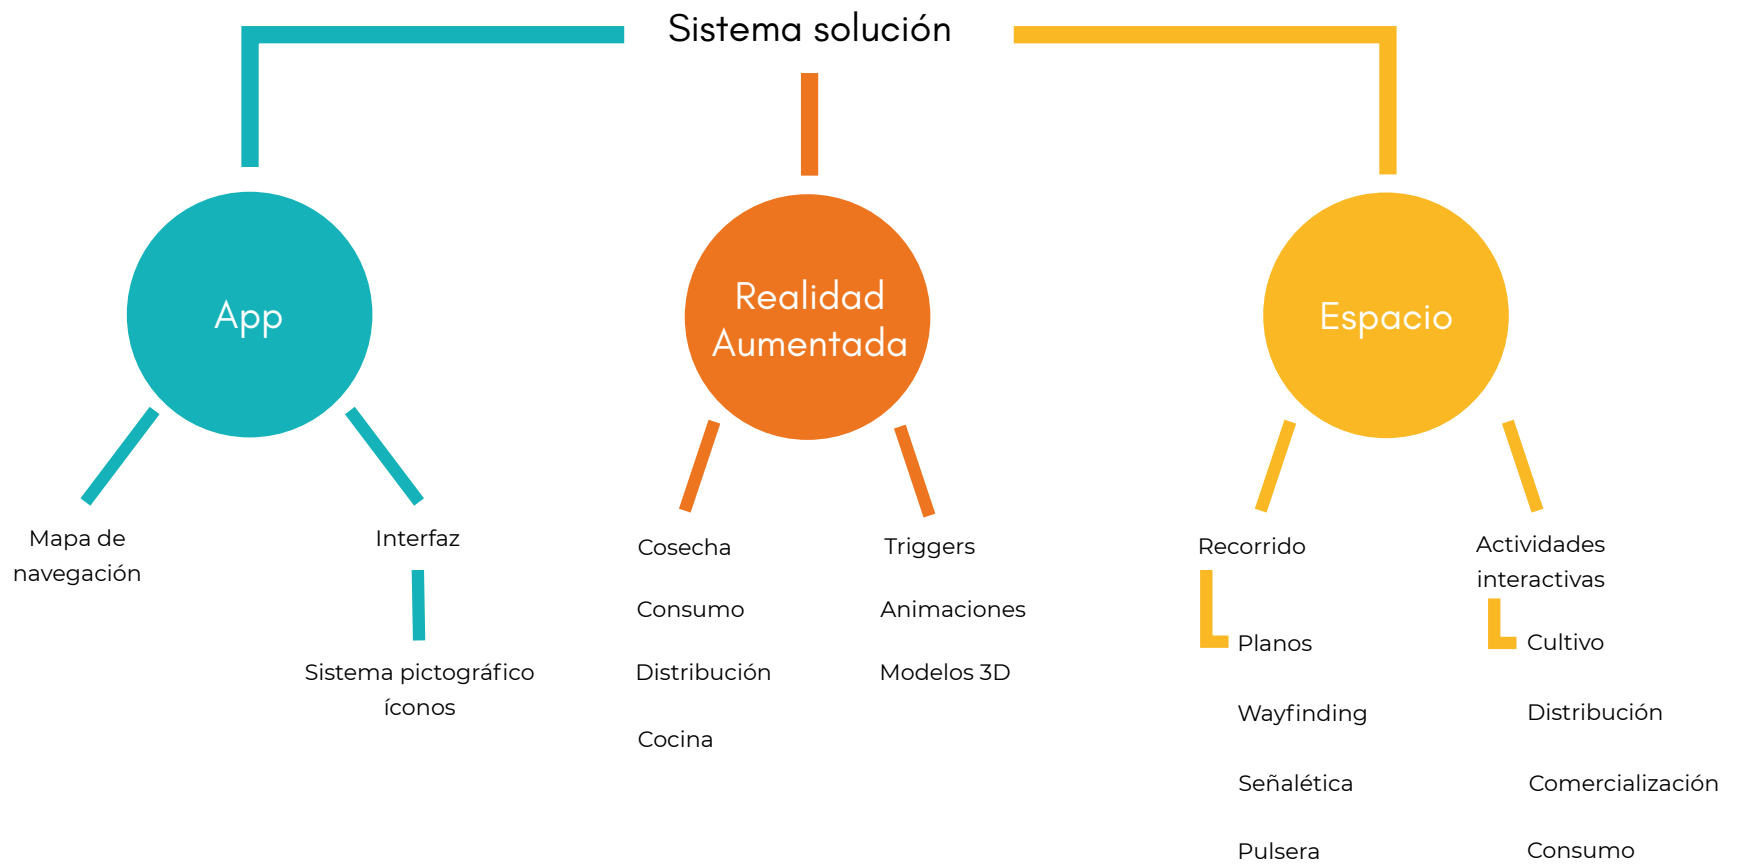 Sistema solución
App
Mapa de
navegación
Interfaz
Sistema pictográfico
íconos
Realidad
Aumentada
Cosecha
Consumo
Distribución
Cocina
Triggers
Animaciones
Modelos 3D
Espacio
Recorrido
Planos
Wayfinding
Señalética
Pulsera
Actividades
interactivas
Cultivo
Distribución
Comercialización
Consumo